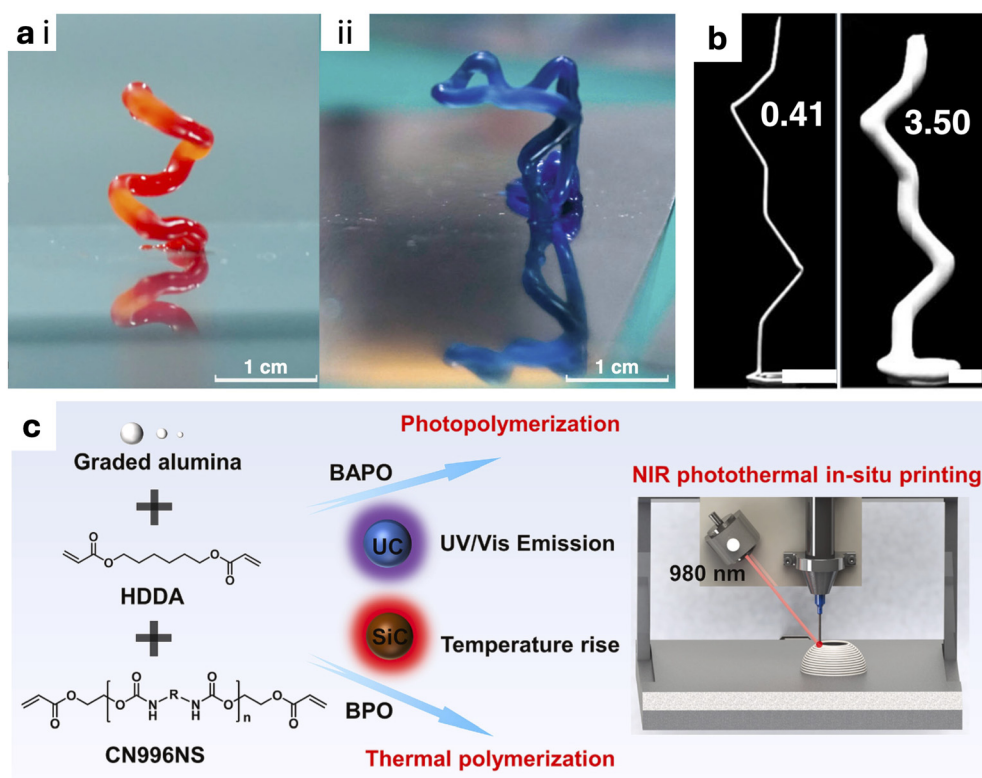 a i
ii
1 cm
1 cm
b
0.41
3.50
c
Graded alumina
HDDA
CN996NS
O
O
O
O
O
O
O
O
N
H
R
N
H
O
O
n
O
O
BAPO
UC
SiC
BPO
Photopolymerization
UV/Vis Emission
Temperature rise
Thermal polymerization
NIR photothermal in-situ printing
980 nm